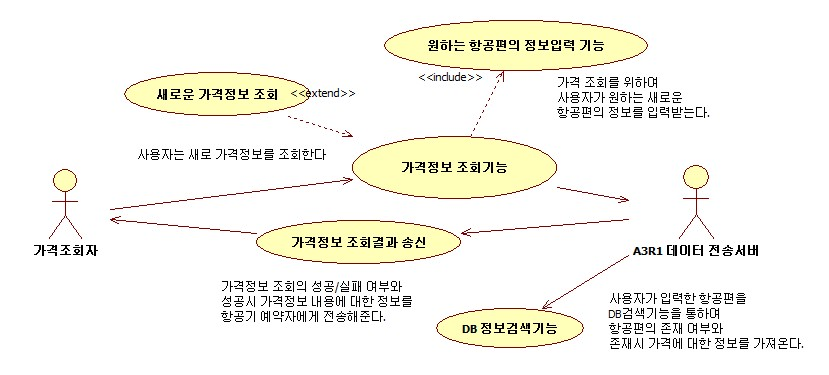 원하는 항공편의 정보입력 기능
<<include>>
가격 조회를 위하여
사용자가 원하는 새로운
항공편의 정보를 입력받는다.
새로운 가격정보 조회
<<extend>>
사용자는 새로 가격정보를 조회한다
가격정보 조회기능
가격조회자
가격정보 조회결과 송신
A3R1 데이터 전송서비
가격정보 조회의 성공/실패 여부와
성공시 가격정보 내용에 대한 정보를
항공기 예약자에게 전송해준다.
DB 정보검색기능
사용자가 입력한 항공편을
DB검색기능을 통하여
항공편의 존재 여부와
존재시 가격에 대한 정보를 가져온다.